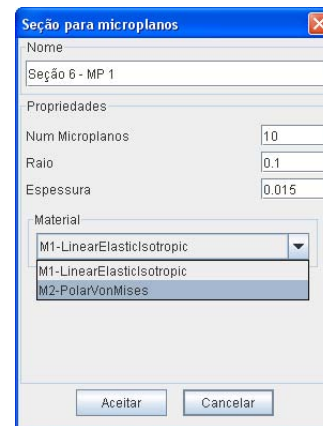 Seção para microplanos
Nome
Seção 6 - MP 1
Propriedades
Num Microplanos 10
Raio 0.1
Espessura 0.015
Material
M1-LinearElasticIsotropic
M1-LinearElasticIsotropic
M2-PolarVonMises
Aceitar Cancelar